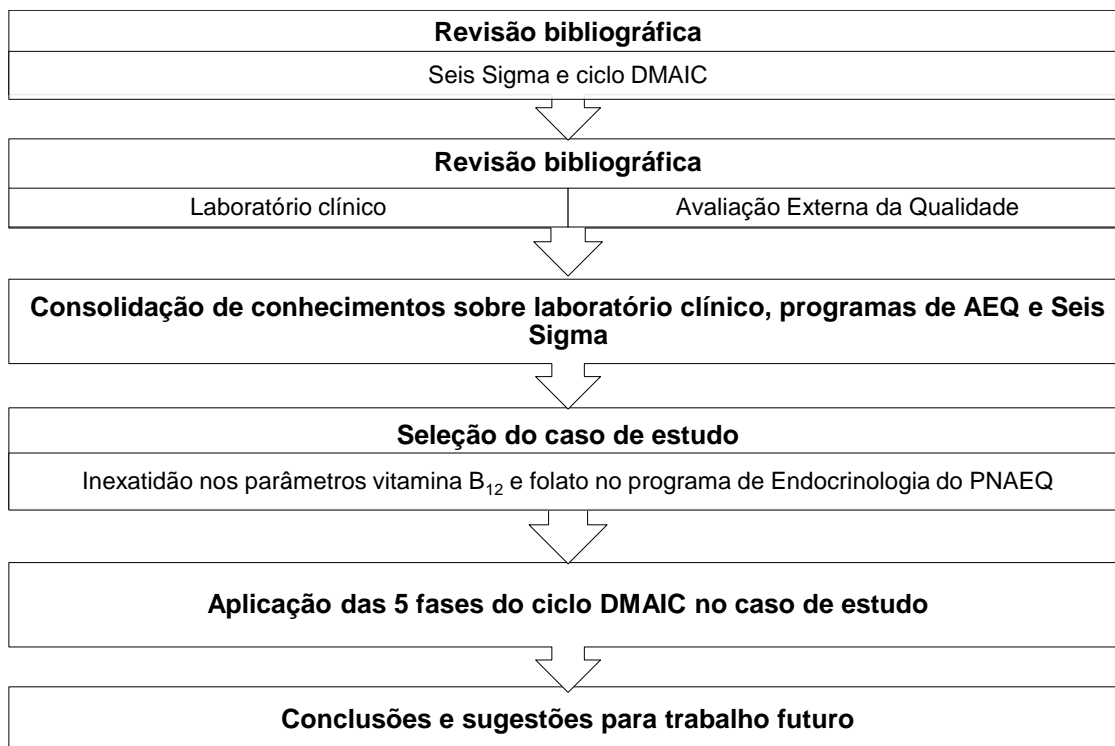 Revisão bibliográfica
Seis Sigma e ciclo DMAIC
Revisão bibliográfica
Laboratório clínico
Avaliação Externa da Qualidade
Consolidação de conhecimentos sobre laboratório clínico, programas de AEQ e Seis
Sigma
Seleção do caso de estudo
Inexatidão nos parâmetros vitamina B₁₂ e folato no programa de Endocrinologia do PNAEQ
Aplicação das 5 fases do ciclo DMAIC no caso de estudo
Conclusões e sugestões para trabalho futuro